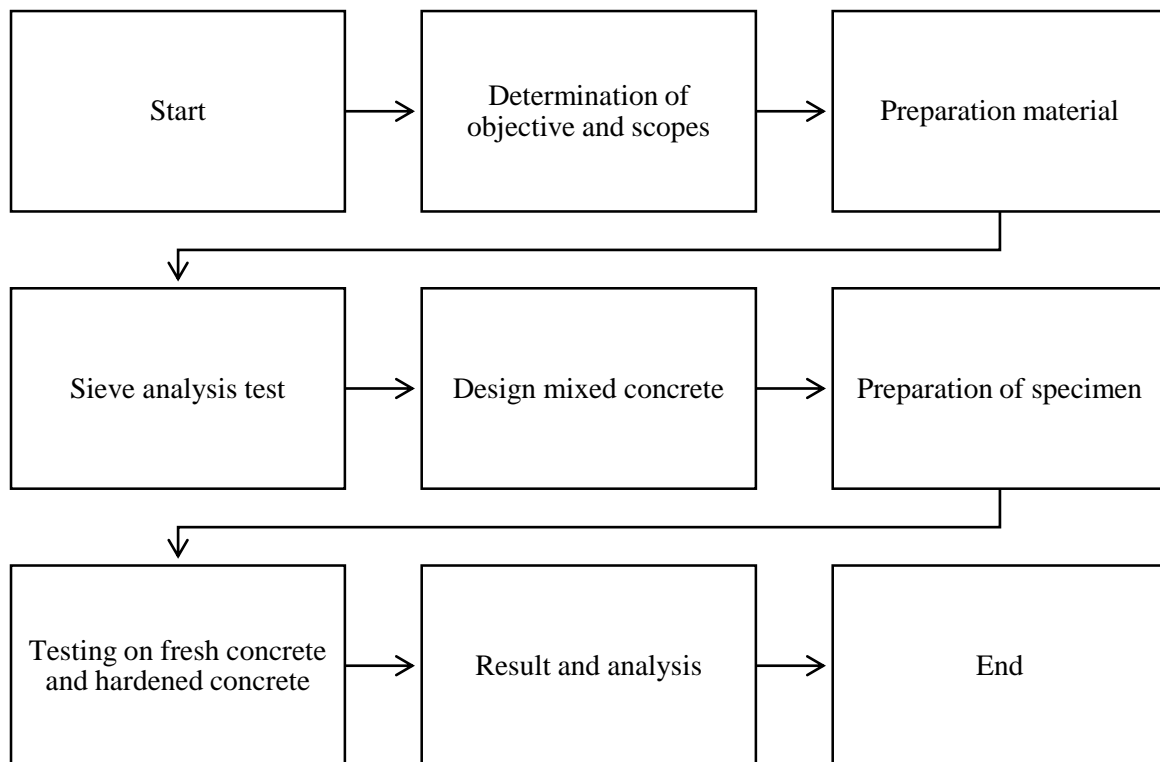 Start
Determination of
objective and scopes
Preparation material
Sieve analysis test
Design mixed concrete
Preparation of specimen
Testing on fresh concrete
and hardened concrete
Result and analysis
End